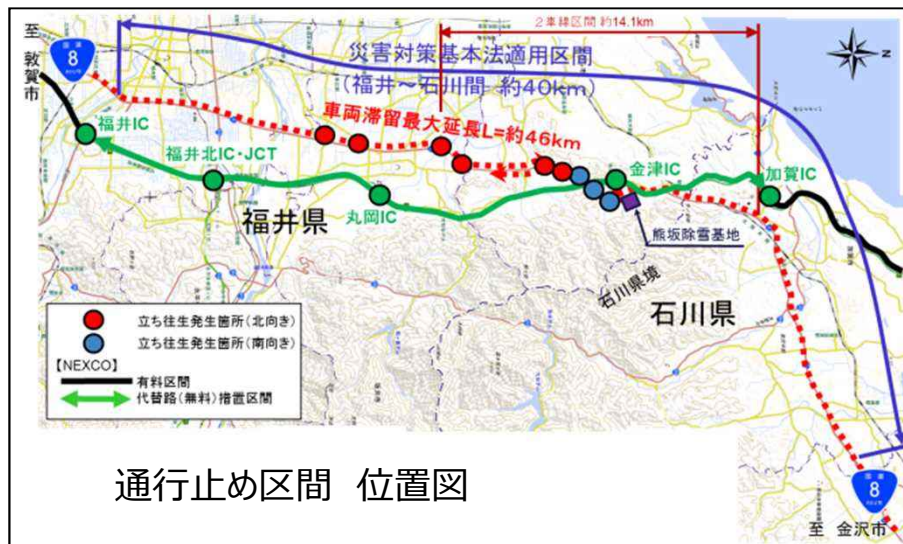 至
敦
賀
市
国道
8
2車線区間 約14.1km
災害対策基本法適用区間
(福井～石川間 約40km)
N
車両滞留最大延長L=約46km
福井IC
福井北IC・JCT
丸岡IC
金津IC
加賀IC
福井県
熊坂除雪基地
石川県境
石川県
立ち往生発生箇所(北向き)
立ち往生発生箇所(南向き)
【NEXCO】
有料区間
代替路(無料)措置区間
通行止め区間 位置図
国道
8
至 金沢市